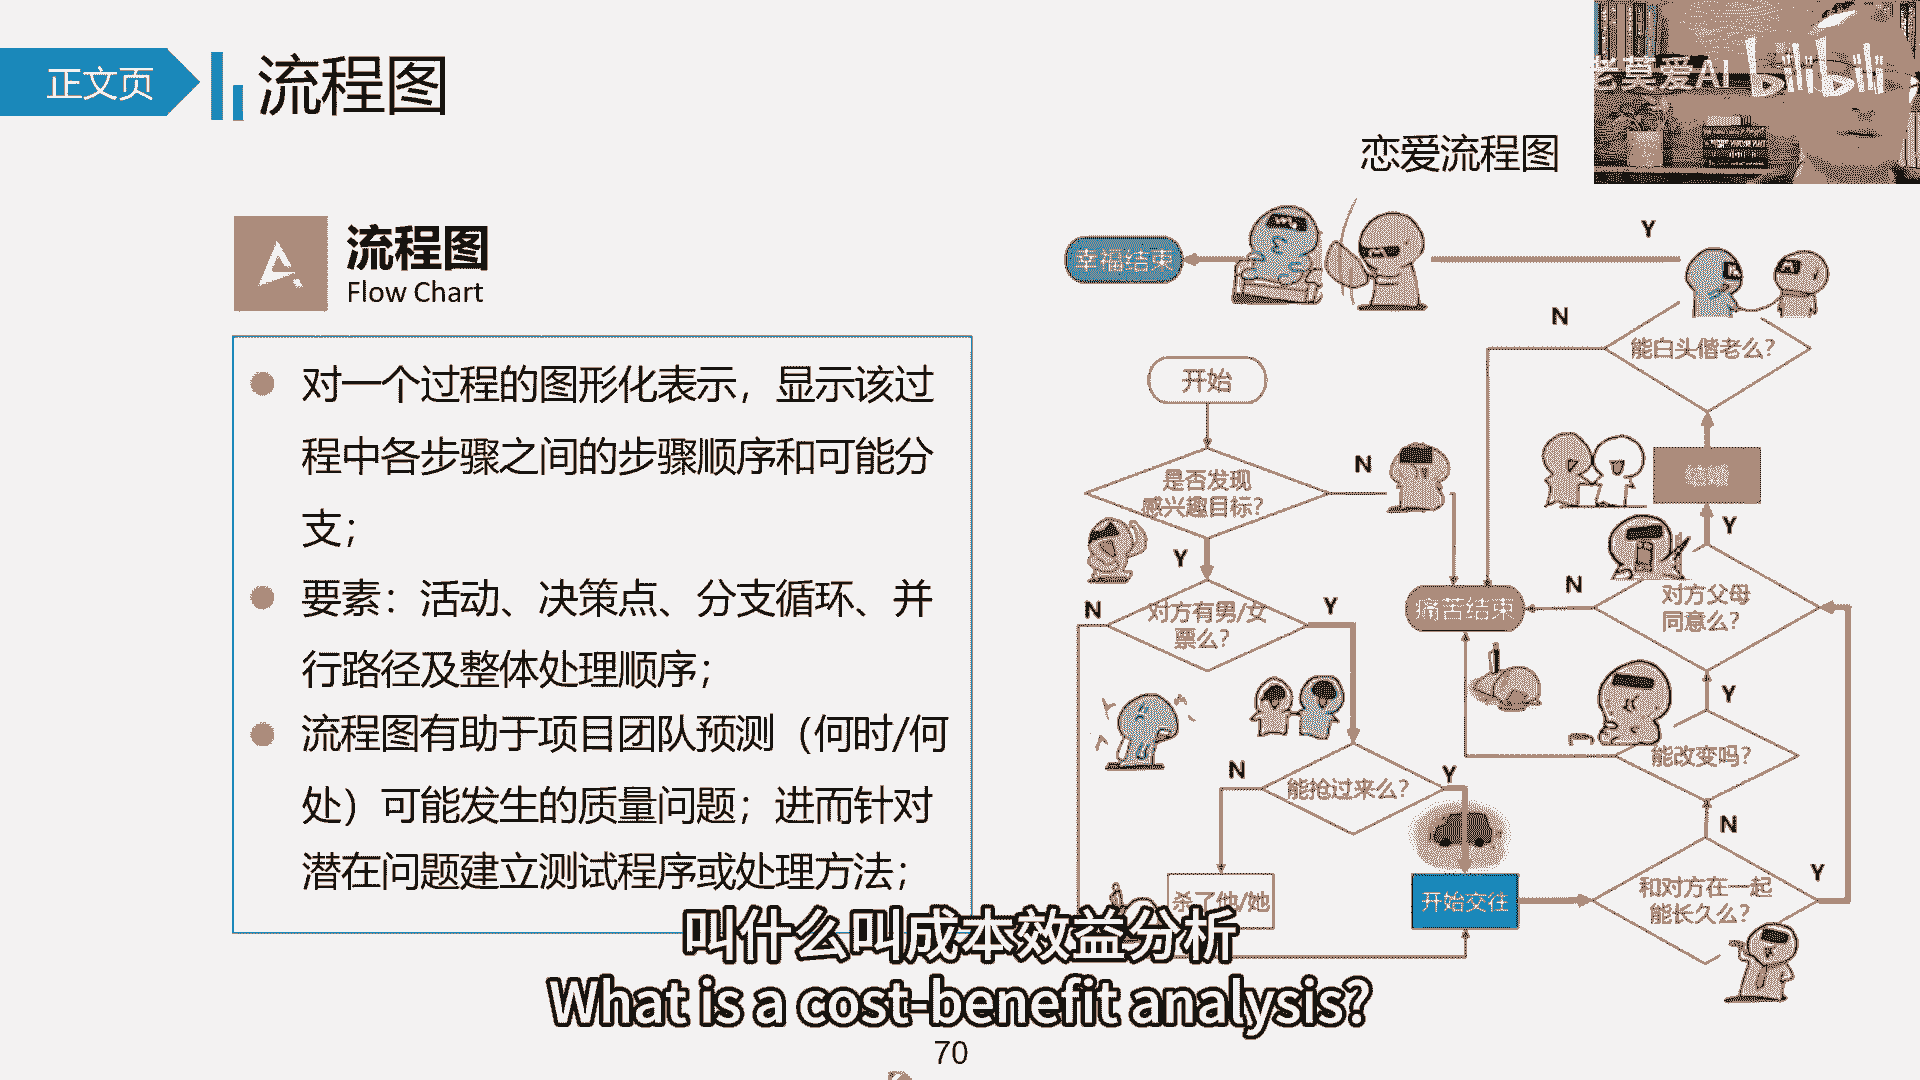 正文页
流程图
老莫爱AI
bilibili
恋爱流程图
流程图
Flow Chart
对一个过程的图形化表示，显示该过
程中各步骤之间的步骤顺序和可能分
支；
要素：活动、决策点、分支循环、并
行路径及整体处理顺序；
流程图有助于项目团队预测（何时/何
处）可能发生的质量问题；进而针对
潜在问题建立测试程序或处理方法；
幸福结束
Y
N
能白头偕老么？
开始
结婚
是否发现
感兴趣目标？
N
Y
Y
N
对方有男/女
票么？
Y
痛苦结束
N
对方父母
同意么？
Y
能改变吗？
N
能抢过来么？
Y
N
杀了他/她
开始交往
和对方在一起
能长久么？
Y
叫什么叫成本效益分析
What is a cost-benefit analysis?
70